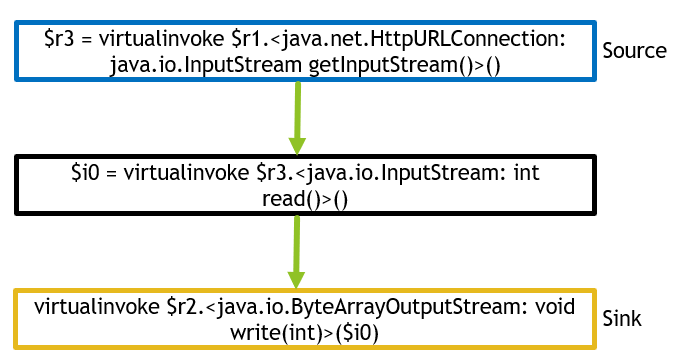 $r3 = virtualinvoke $r1.<java.net.HttpURLConnection:
java.io.InputStream getInputStream()>()
Source
$i0 = virtualinvoke $r3.<java.io.InputStream: int
read()>()
virtualinvoke $r2.<java.io.ByteArrayOutputStream: void
write(int)>($i0)
Sink